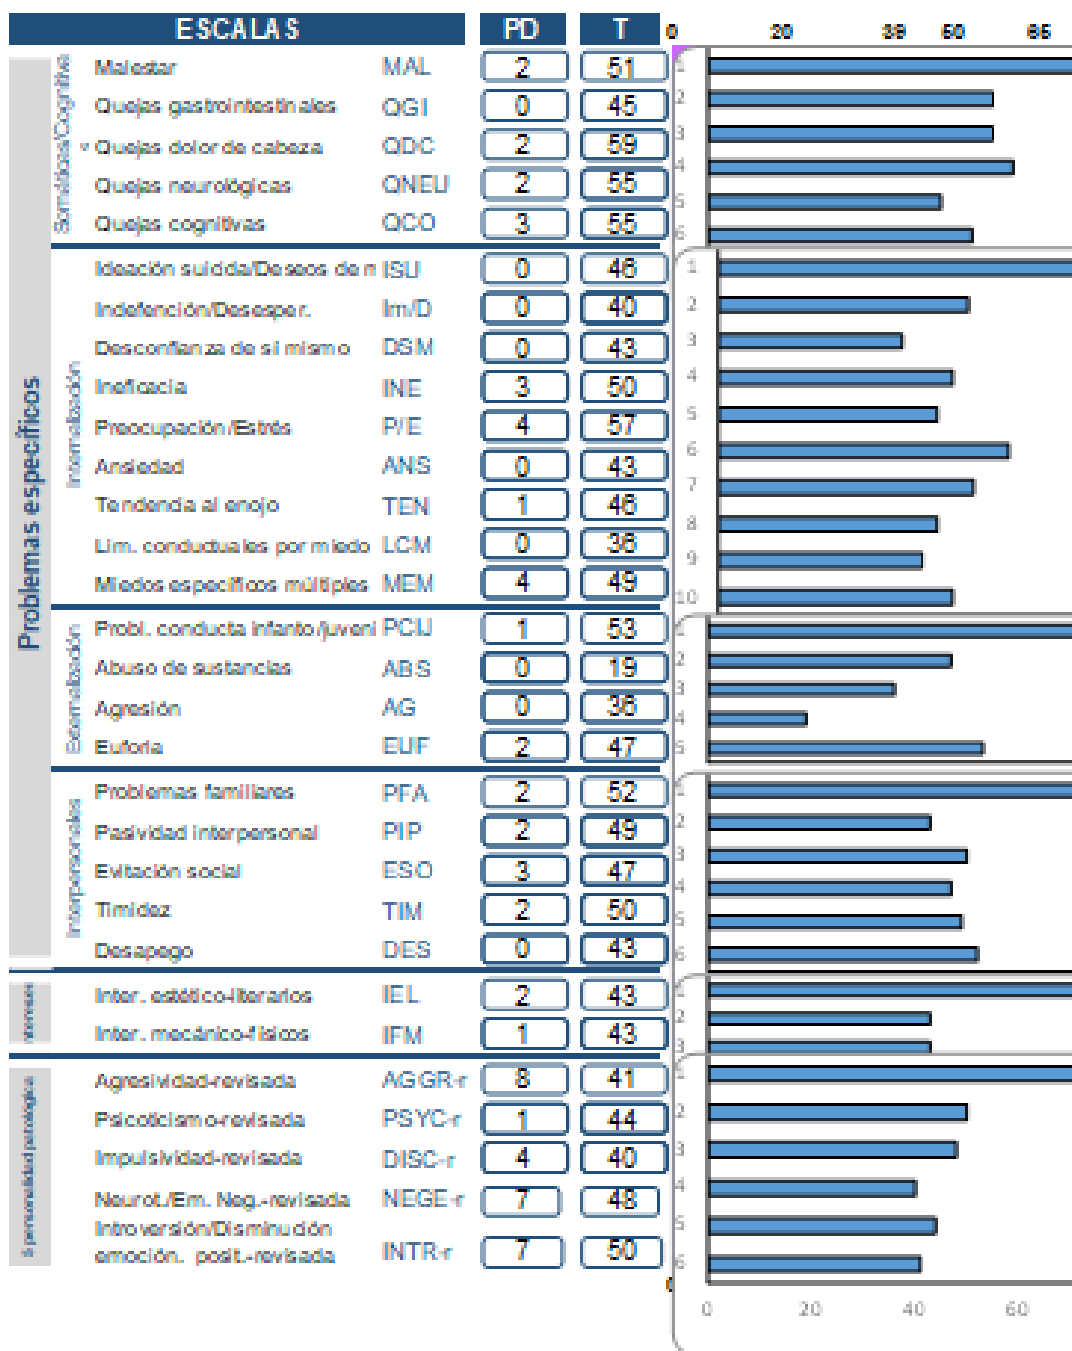 ESCALAS PD T 0 20 39 50 65
Malestar MAL 2 51 1
Quejas gastrointestinales QGI 0 45 2
Quejas dolor de cabeza QDC 2 59 3
Quejas neurológicas QNEU 2 55 4
Quejas cognitivas QCO 3 55 5
6
Somáticas/Cognitiva
Ideación suicida/Deseos de m ISU 0 46 1
Indefención/Desesper. Im/D 0 40 2
Desconfianza de sí mismo DSM 0 43 3
Ineficacia INE 3 50 4
Preocupación/Estrés P/E 4 57 5
Ansiedad ANS 0 43 6
Tendencia al enojo TEN 1 46 7
Lim. conductuales por miedo LCM 0 36 8
Miedos específicos múltiples MEM 4 49 9
10
Internalización
Problemas específicos
Probl. conducta infanto/juveni PCIJ 1 53 1
Abuso de sustancias ABS 0 19 2
Agresión AG 0 36 3
Euforia EUF 2 47 4
5
Externalización
Problemas familiares PFA 2 52 1
Pasividad interpersonal PIP 2 49 2
Evitación social ESO 3 47 3
Timidez TIM 2 50 4
Desapego DES 0 43 5
6
Interpersonales
Inter. estético-literarios IEL 2 43 1
Inter. mecánico-físicos IFM 1 43 2
3
Intereses
Agresividad-revisada AGGR-r 8 41 1
Psicoticismo-revisada PSYC-r 1 44 2
Impulsividad-revisada DISC-r 4 40 3
Neurot./Em. Neg.-revisada NEGE-r 7 48 4
Introversión/Disminución
emoción. posit.-revisada INTR-r 7 50 5
6
5 personalidad patológica
0 20 40 60